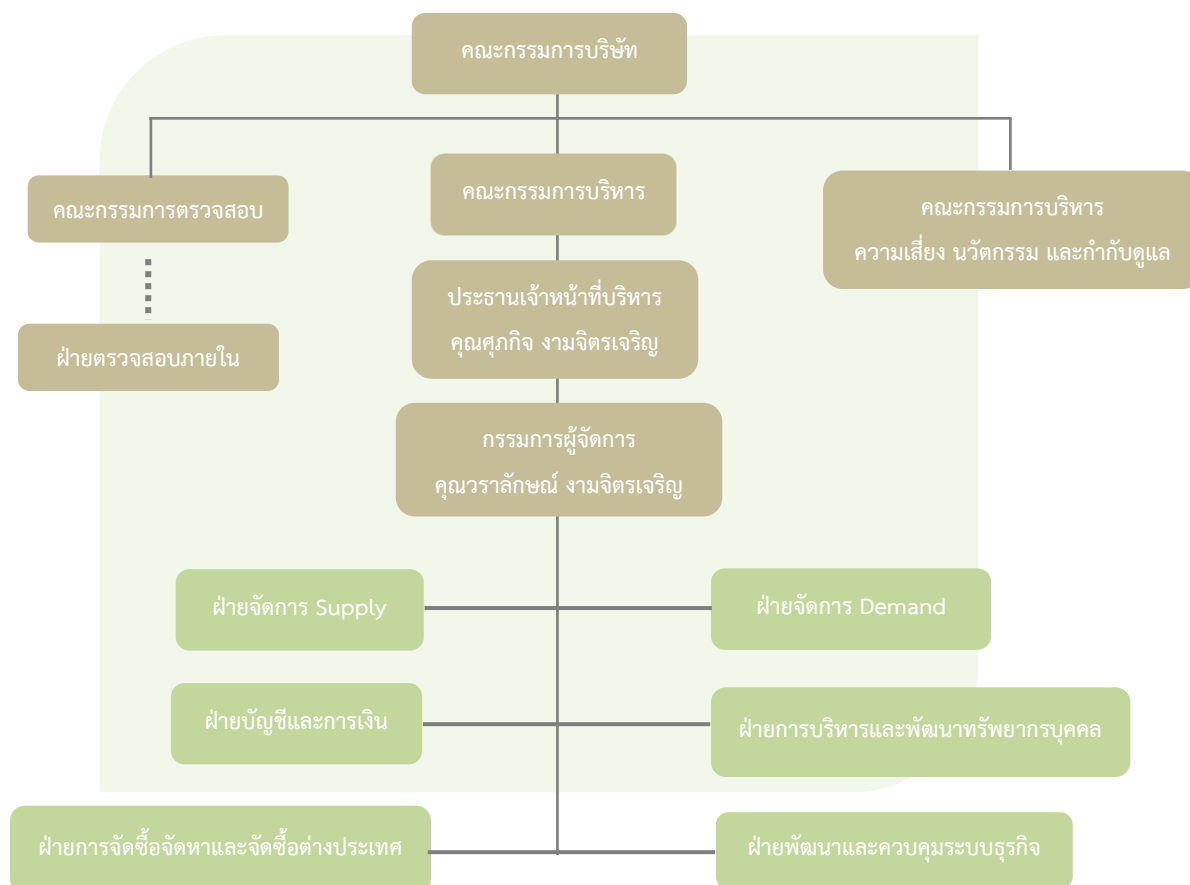 คณะกรรมการบริษัท
คณะกรรมการตรวจสอบ
คณะกรรมการบริหาร
คณะกรรมการบริหาร
ความเสี่ยง นวัตกรรม และกำกับดูแล
ประธานเจ้าหน้าที่บริหาร
คุณศุภกิจ งามจิตรเจริญ
ฝ่ายตรวจสอบภายใน
กรรมการผู้จัดการ
คุณวราลักษณ์ งามจิตรเจริญ
ฝ่ายจัดการ Supply
ฝ่ายจัดการ Demand
ฝ่ายบัญชีและการเงิน
ฝ่ายการบริหารและพัฒนาทรัพยากรบุคคล
ฝ่ายการจัดซื้อจัดหาและจัดซื้อต่างประเทศ
ฝ่ายพัฒนาและควบคุมระบบธุรกิจ